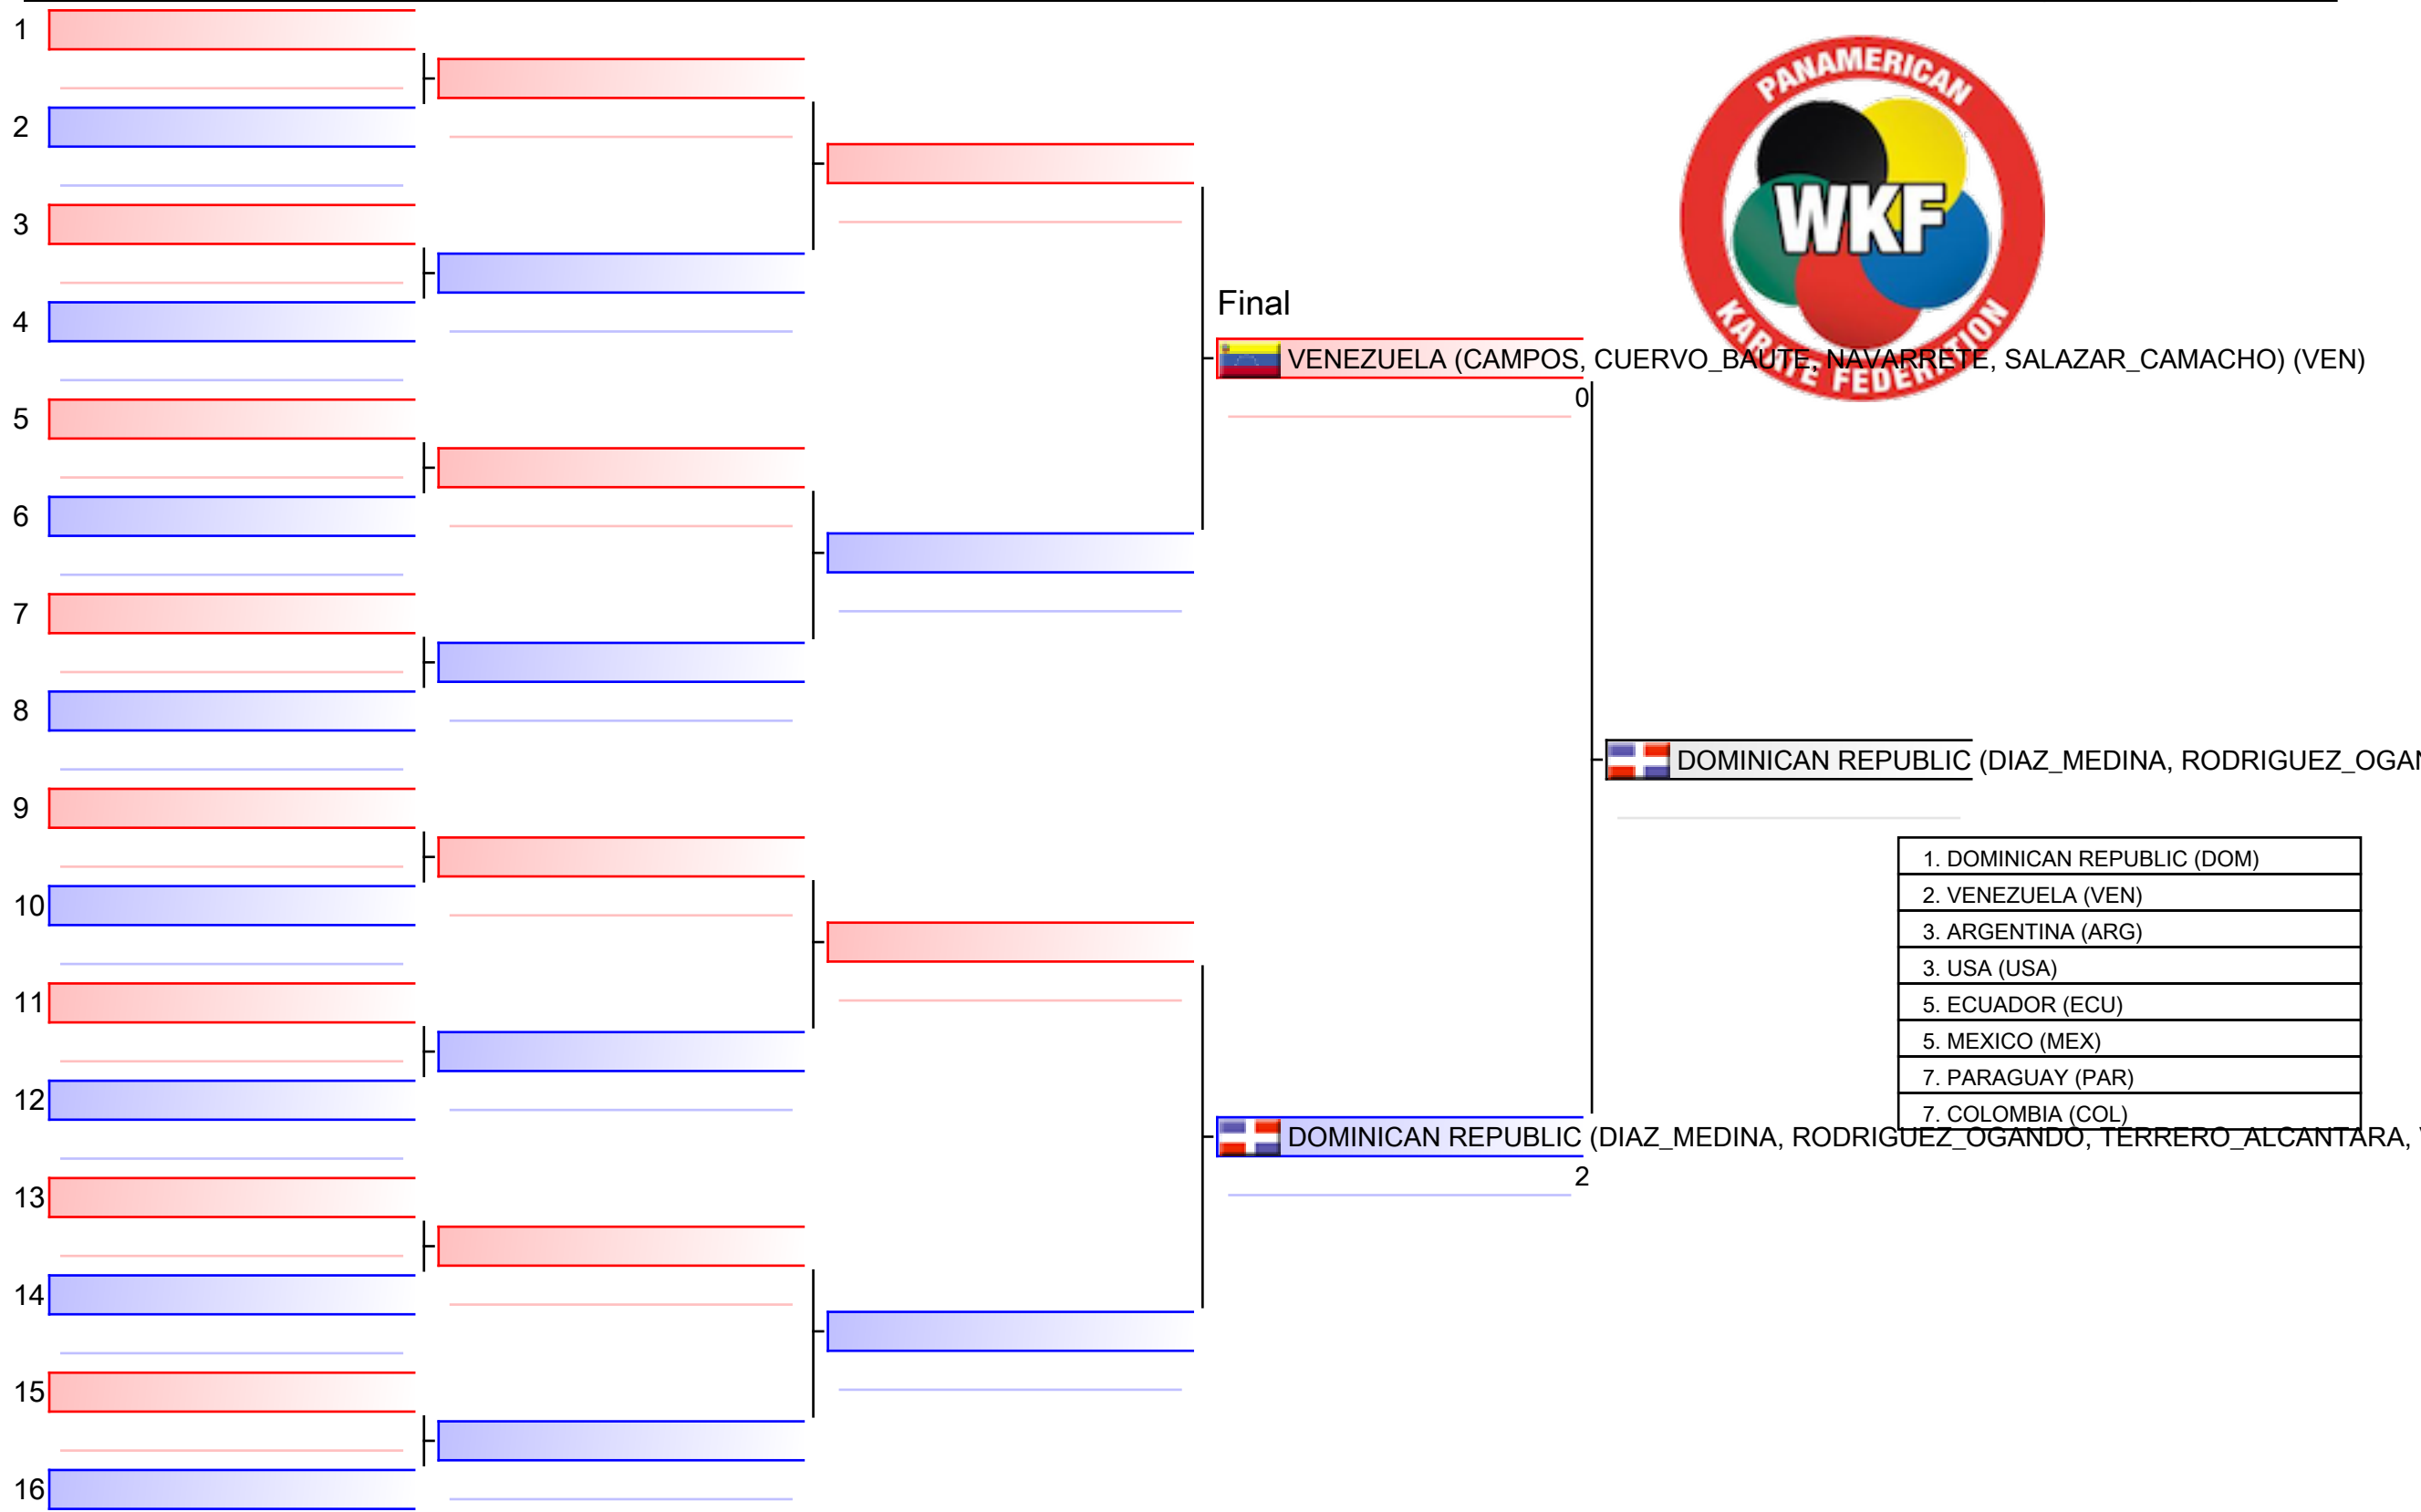 1
2
3
4
5
6
7
8
9
10
11
12
13
14
15
16
Final
VENEZUELA (CAMPOS, CUERVO_BAUTE, NAVARRETE, SALAZAR_CAMACHO) (VEN)
0
DOMINICAN REPUBLIC (DIAZ_MEDINA, RODRIGUEZ_OGANDO, TERRERO_ALCANTARA,
2
PANAMERICAN
WKF
KARATE FEDERATION
DOMINICAN REPUBLIC (DIAZ_MEDINA, RODRIGUEZ_OGAN
1. DOMINICAN REPUBLIC (DOM)
2. VENEZUELA (VEN)
3. ARGENTINA (ARG)
3. USA (USA)
5. ECUADOR (ECU)
5. MEXICO (MEX)
7. PARAGUAY (PAR)
7. COLOMBIA (COL)